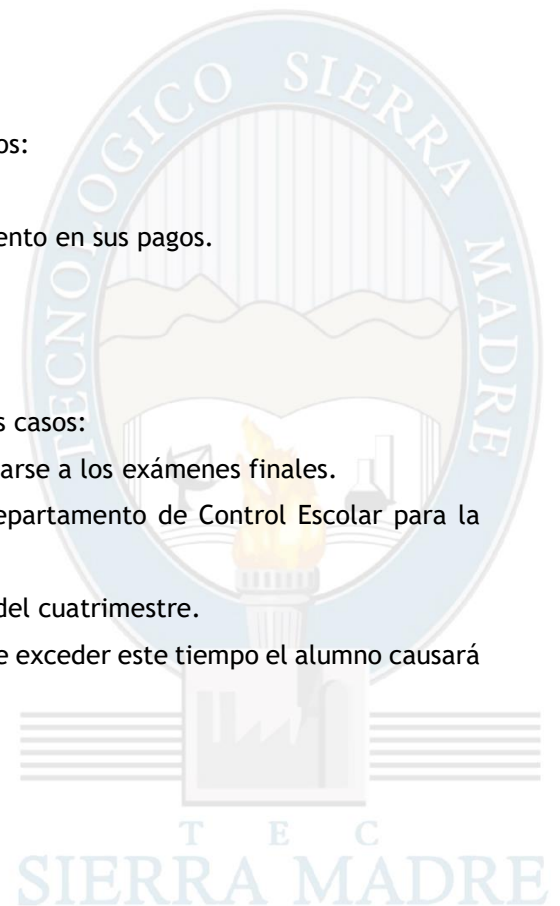 TECNOLOGICO SIERRA MADRE
os:
ento en sus pagos.
s casos:
arse a los exámenes finales.
epartamento de Control Escolar para la
del cuatrimestre.
e exceder este tiempo el alumno causará
T E C
SIERRA MADRE